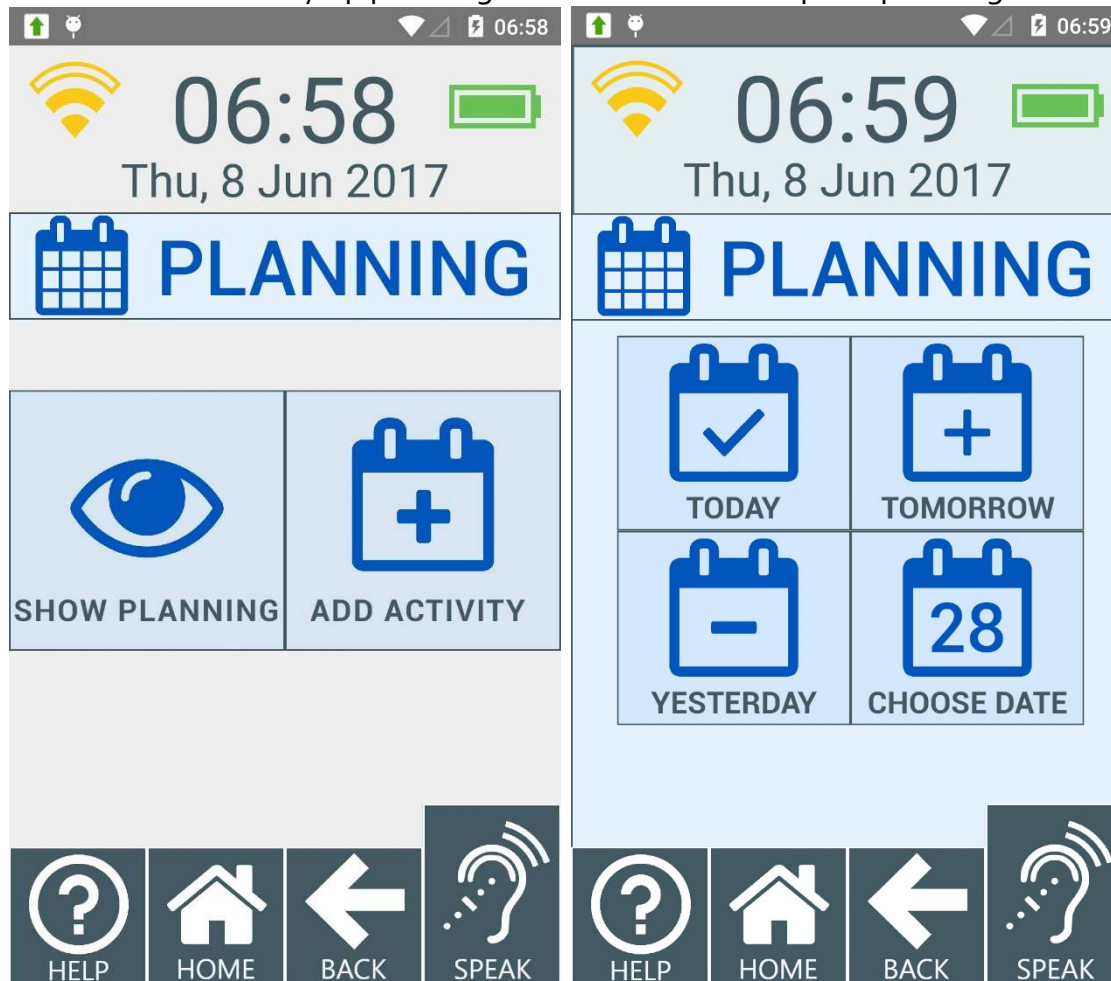 06:58
06:58
Thu, 8 Jun 2017
PLANNING
SHOW PLANNING
ADD ACTIVITY
HELP
HOME
BACK
SPEAK
06:59
06:59
Thu, 8 Jun 2017
PLANNING
TODAY
TOMORROW
28
YESTERDAY
CHOOSE DATE
HELP
HOME
BACK
SPEAK